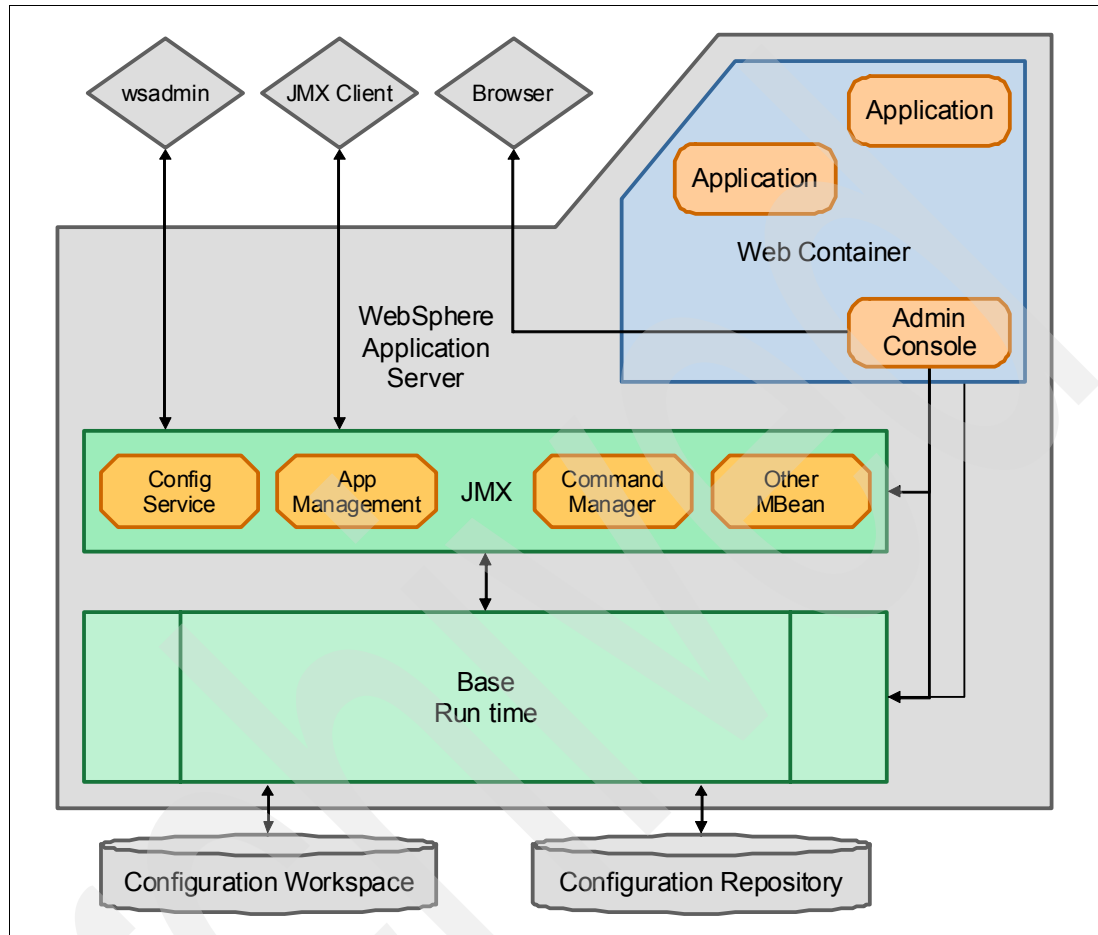 wsadmin
JMX Client
Browser
Application
Application
Web Container
Admin
Console
WebSphere
Application
Server
Config
Service
App
Management
JMX
Command
Manager
Other
MBean
Base
Run time
Configuration Workspace
Configuration Repository